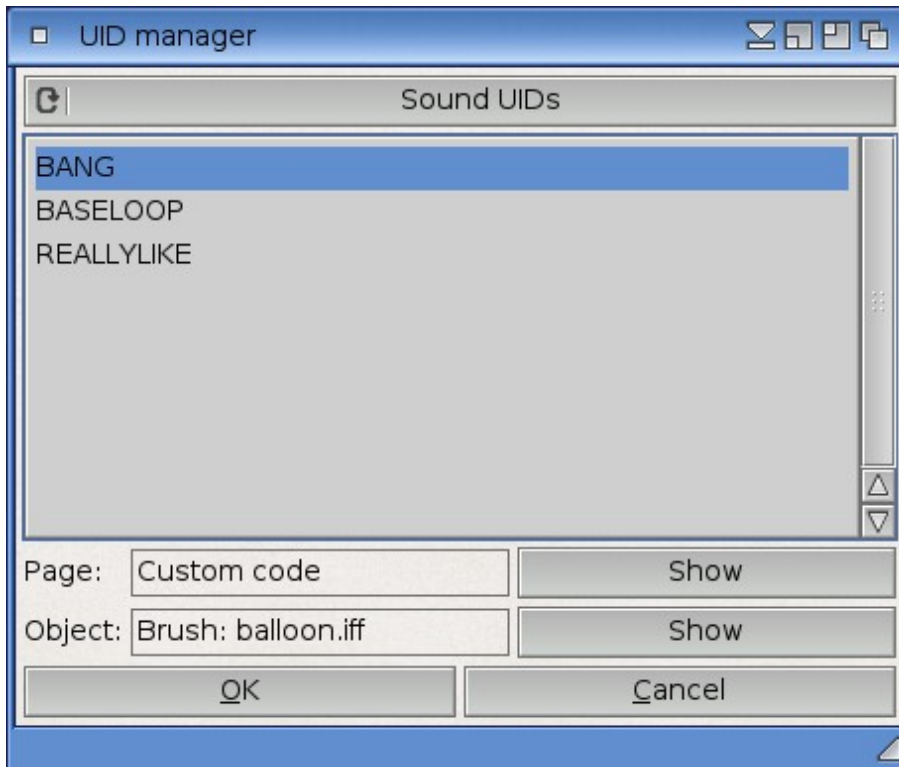 UID manager
Sound UIDs
BANG
BASELOOP
REALLYLIKE
Page: Custom code Show
Object: Brush: balloon.iff Show
OK Cancel